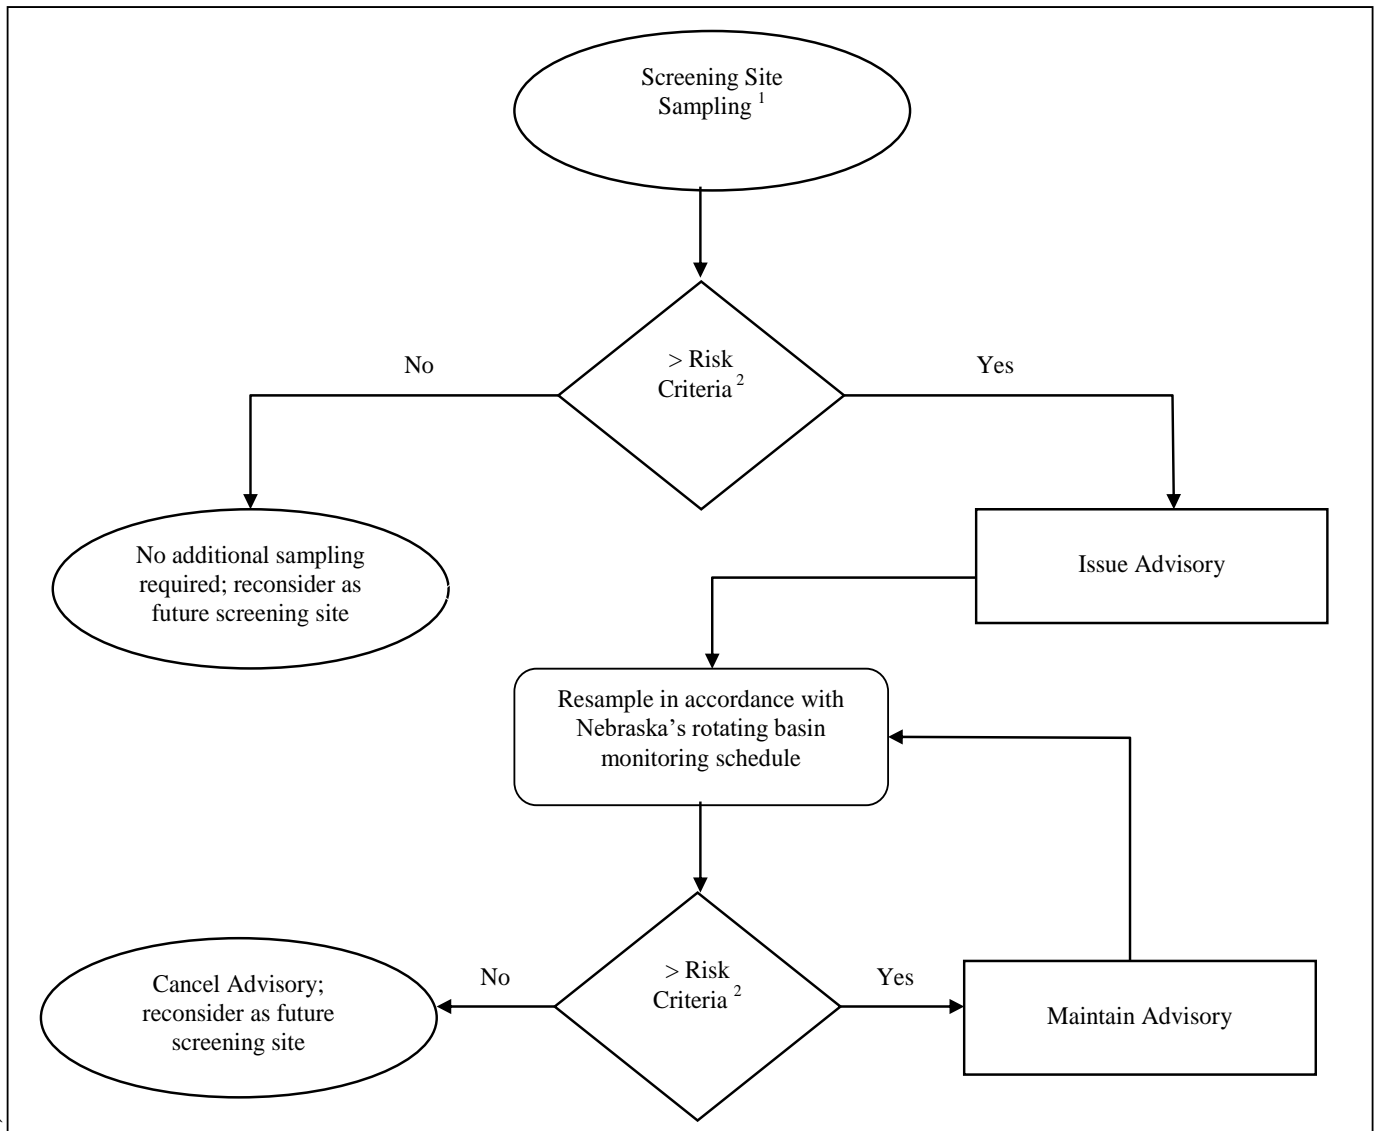 Screening Site
Sampling 1
> Risk
Criteria 2
No
Yes
No additional sampling
required; reconsider as
future screening site
Issue Advisory
Resample in accordance with
Nebraska’s rotating basin
monitoring schedule
> Risk
Criteria 2
No
Yes
Cancel Advisory;
reconsider as future
screening site
Maintain Advisory